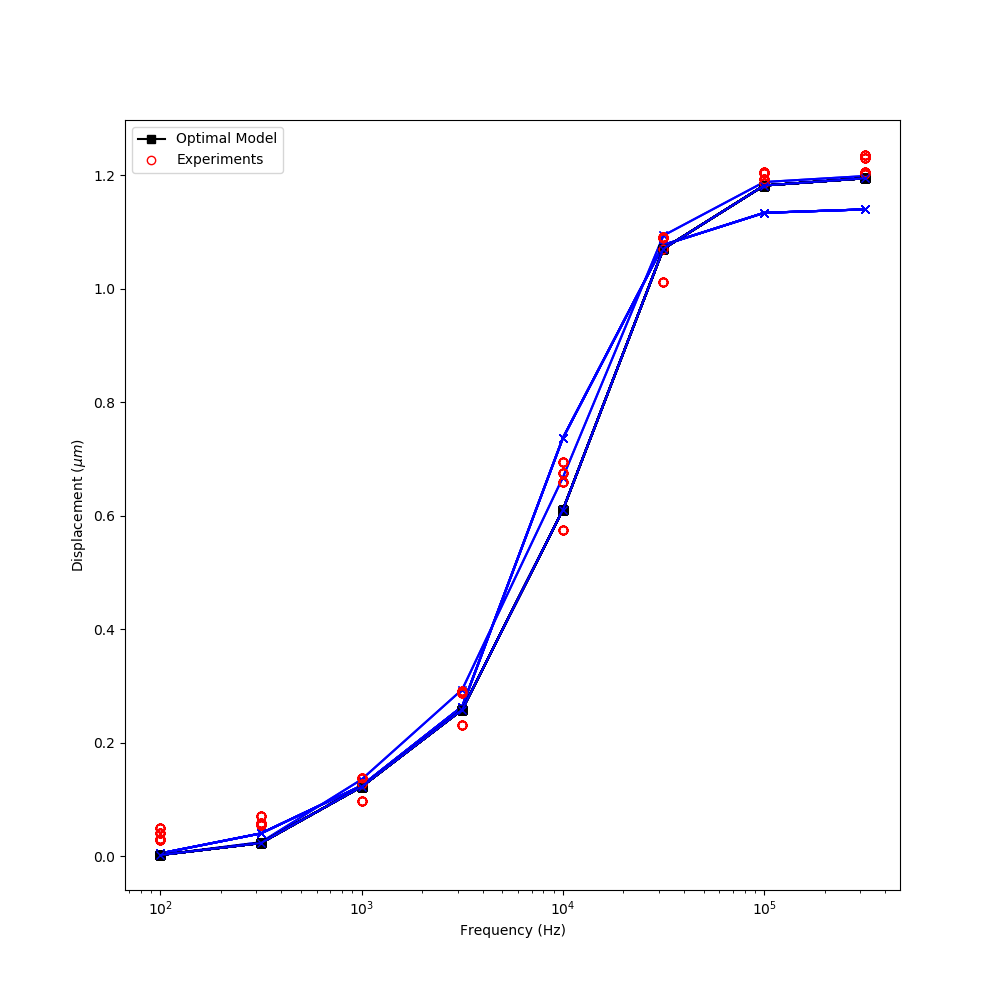 Optimal Model
Experiments
Displacement (μm)
1.2
1.0
0.8
0.6
0.4
0.2
0.0
10²
10³
10⁴
10⁵
Frequency (Hz)